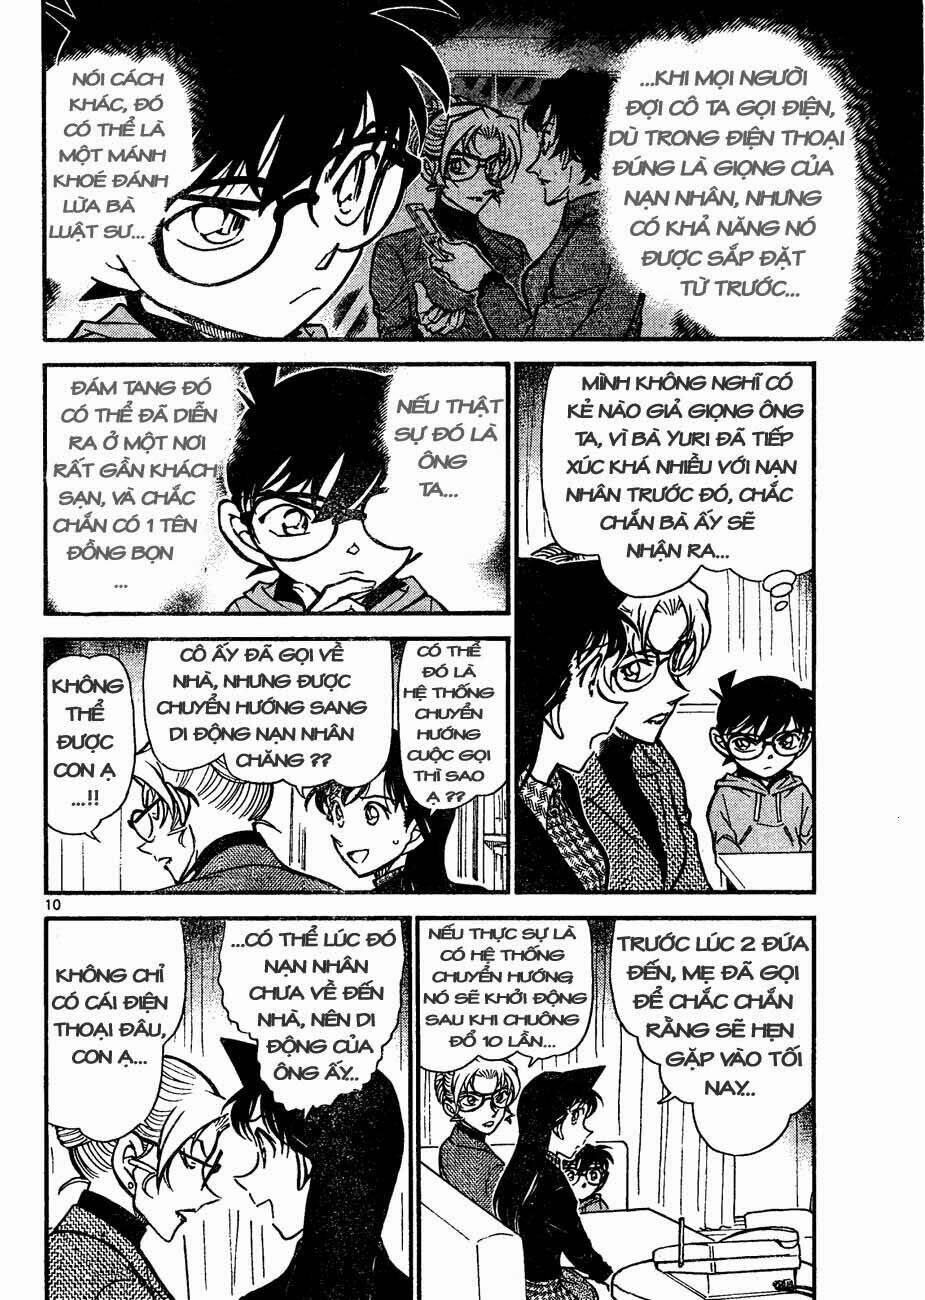 ...KHI MỌI NGƯỜI
ĐỢI CÔ TA GỌI ĐIỆN,
DÙ TRONG ĐIỆN THOẠI
ĐÚNG LÀ GIỌNG CỦA
NẠN NHÂN, NHƯNG
CÓ KHẢ NĂNG NÓ
ĐƯỢC SẮP ĐẶT
TỪ TRƯỚC...
NÓI CÁCH
KHÁC, ĐÓ
CÓ THỂ LÀ
MỘT MÁNH
KHOÉ ĐÁNH
LỪA BÀ
LUẬT SƯ...
MÌNH KHÔNG NGHĨ CÓ
KẺ NÀO GIẢ GIỌNG ÔNG
TA, VÌ BÀ YURI ĐÃ TIẾP
XÚC KHÁ NHIỀU VỚI NẠN
NHÂN TRƯỚC ĐÓ, CHẮC
CHẮN BÀ ẤY SẼ
NHẬN RA...
NẾU THẬT
SỰ ĐÓ LÀ
ÔNG
TA...
ĐÁM TANG ĐÓ
CÓ THỂ ĐÃ DIỄN
RA Ở MỘT NƠI
RẤT GẦN KHÁCH
SẠN, VÀ CHẮC
CHẮN CÓ 1 TÊN
ĐỒNG BỌN
...
CÓ THỂ
ĐÓ LÀ
HỆ THỐNG
CHUYỂN
HƯỚNG
CUỘC GỌI
THÌ SAO
Ạ ??
CÔ ẤY ĐÃ GỌI VỀ
NHÀ, NHƯNG ĐƯỢC
CHUYỂN HƯỚNG SANG
DI ĐỘNG NẠN NHÂN
CHĂNG ??
KHÔNG
THỂ
ĐƯỢC
CON Ạ
...!!
10
TRƯỚC LÚC 2 ĐỨA
ĐẾN, MẸ ĐÃ GỌI
ĐỂ CHẮC CHẮN
RẰNG SẼ HẸN
GẶP VÀO TỐI
NAY...
NẾU THỰC SỰ LÀ
CÓ HỆ THỐNG
CHUYỂN HƯỚNG,
NÓ SẼ KHỞI ĐỘNG
SAU KHI CHUÔNG
ĐỔ 10 LẦN...
...CÓ THỂ LÚC ĐÓ
NẠN NHÂN
CHƯA VỀ ĐẾN
NHÀ, NÊN DI
ĐỘNG CỦA
ÔNG ẤY...
KHÔNG CHỈ
CÓ CÁI ĐIỆN
THOẠI ĐÂU,
CON Ạ...